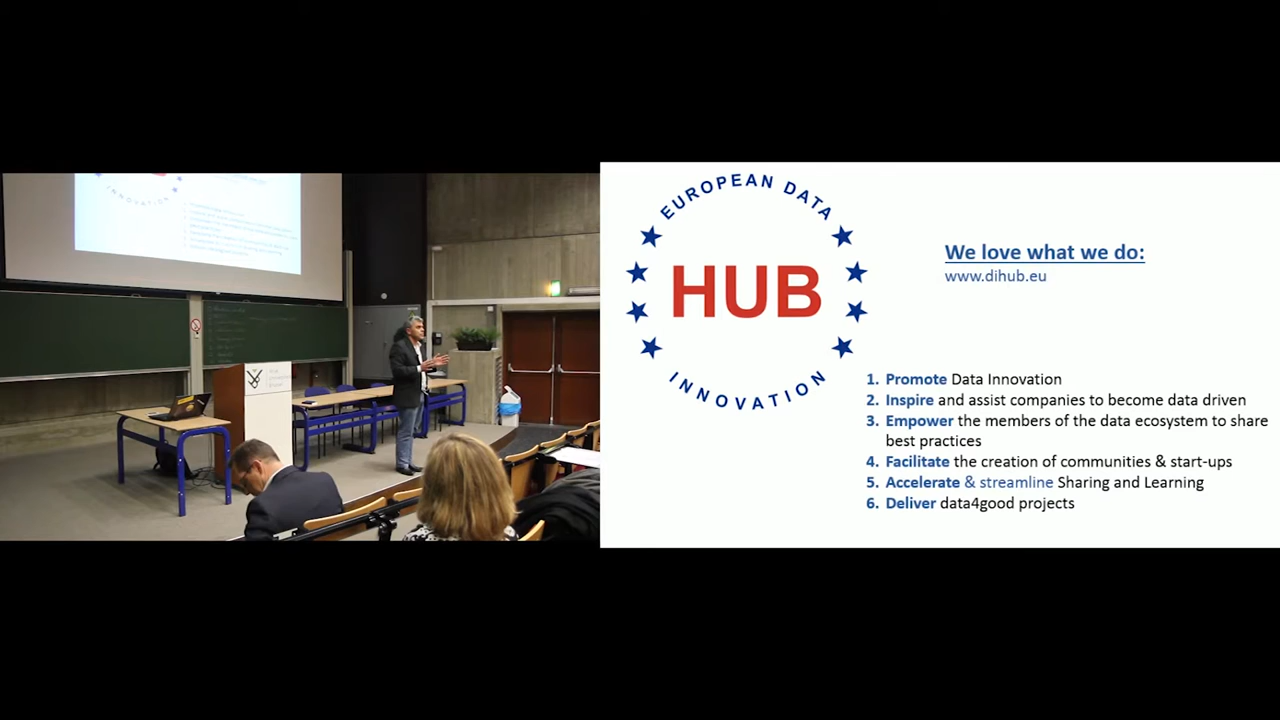 EUROPEAN DATA
HUB
INNOVATION
We love what we do:
www.dihub.eu
1. Promote Data Innovation
2. Inspire and assist companies to become data driven
3. Empower the members of the data ecosystem to share
best practices
4. Facilitate the creation of communities & start-ups
5. Accelerate & streamline Sharing and Learning
6. Deliver data4good projects
INNOVATION